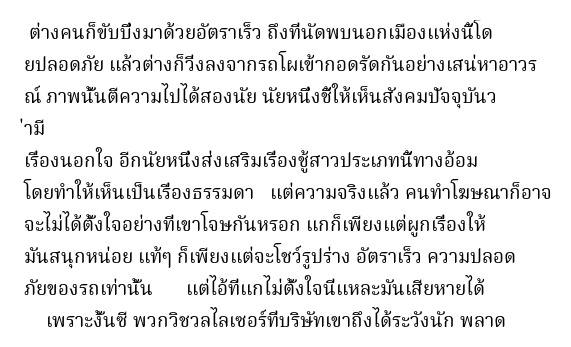 ต่างคนก็ขับบึ่งมาด้วยอัตราเร็ว ถึงที่นัดพบนอกเมืองแห่งนี้โด
ยปลอดภัย แล้วต่างก็วิ่งลงจากรถโผเข้ากอดรัดกันอย่างเสน่หาอาวร
ณ์ ภาพนั้นตีความไปได้สองนัย นัยหนึ่งชี้ให้เห็นสังคมปัจจุบันว
่ามี
เรื่องนอกใจ อีกนัยหนึ่งส่งเสริมเรื่องชู้สาวประเภทนี้ทางอ้อม
โดยทำให้เห็นเป็นเรื่องธรรมดา แต่ความจริงแล้ว คนทำโฆษณาก็อาจ
จะไม่ได้ตั้งใจอย่างที่เขาโจษกันหรอก แกก็เพียงแต่ผูกเรื่องให้
มันสนุกหน่อย แท้ๆ ก็เพียงแต่จะโชว์รูปร่าง อัตราเร็ว ความปลอด
ภัยของรถเท่านั้น แต่ไอ้ที่แกไม่ตั้งใจนี่แหละมันเสียหายได้
เพราะงั้นซี พวกวิชวลไลเซอร์ที่บริษัทเขาถึงได้ระวังนัก พลาด